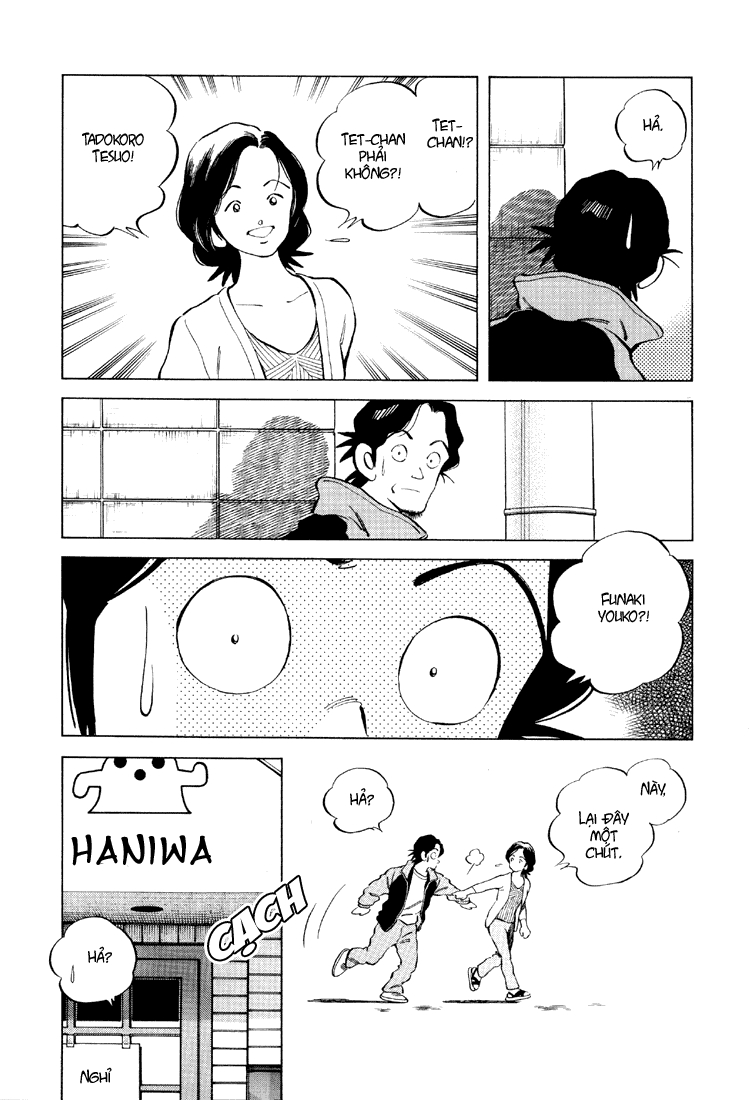 HẢ.
TET-
CHAN!?
TET-CHAN
PHẢI
KHÔNG?!
TADOKORO
TESUO!
FUNAKI
YOUKO?!
NÀY,
LẠI ĐÂY
MỘT
CHÚT.
HẢ?
HANIWA
CẠCH
HẢ?
NGHỈ